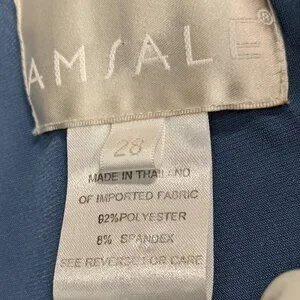 AMSALE®
28
MADE IN THAILAND
OF IMPORTED FABRIC
92%POLYESTER
8% SPANDEX
SEE REVERSE FOR CARE